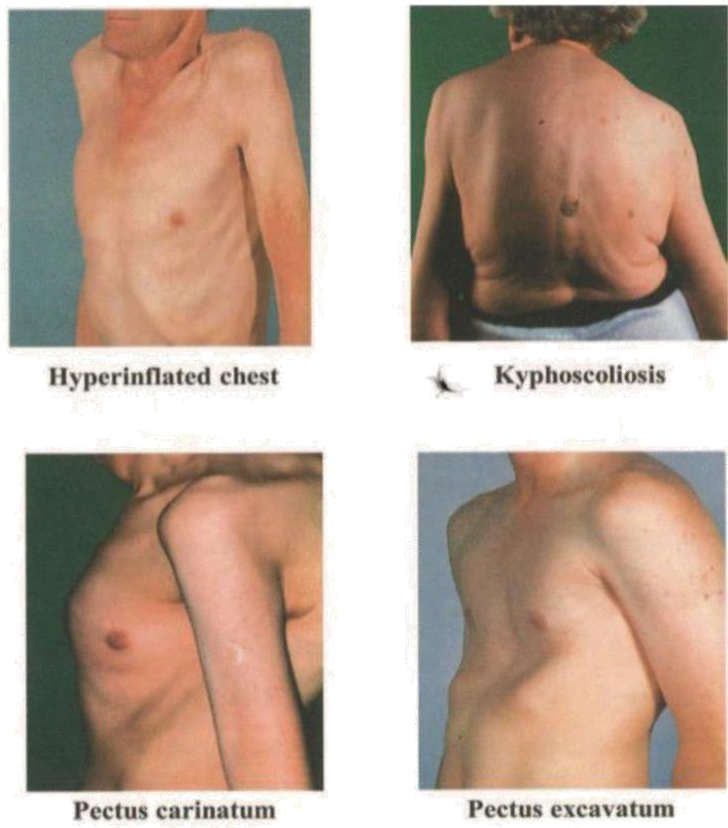 Hyperinflated chest
Kyphoscoliosis
Pectus carinatum
Pectus excavatum